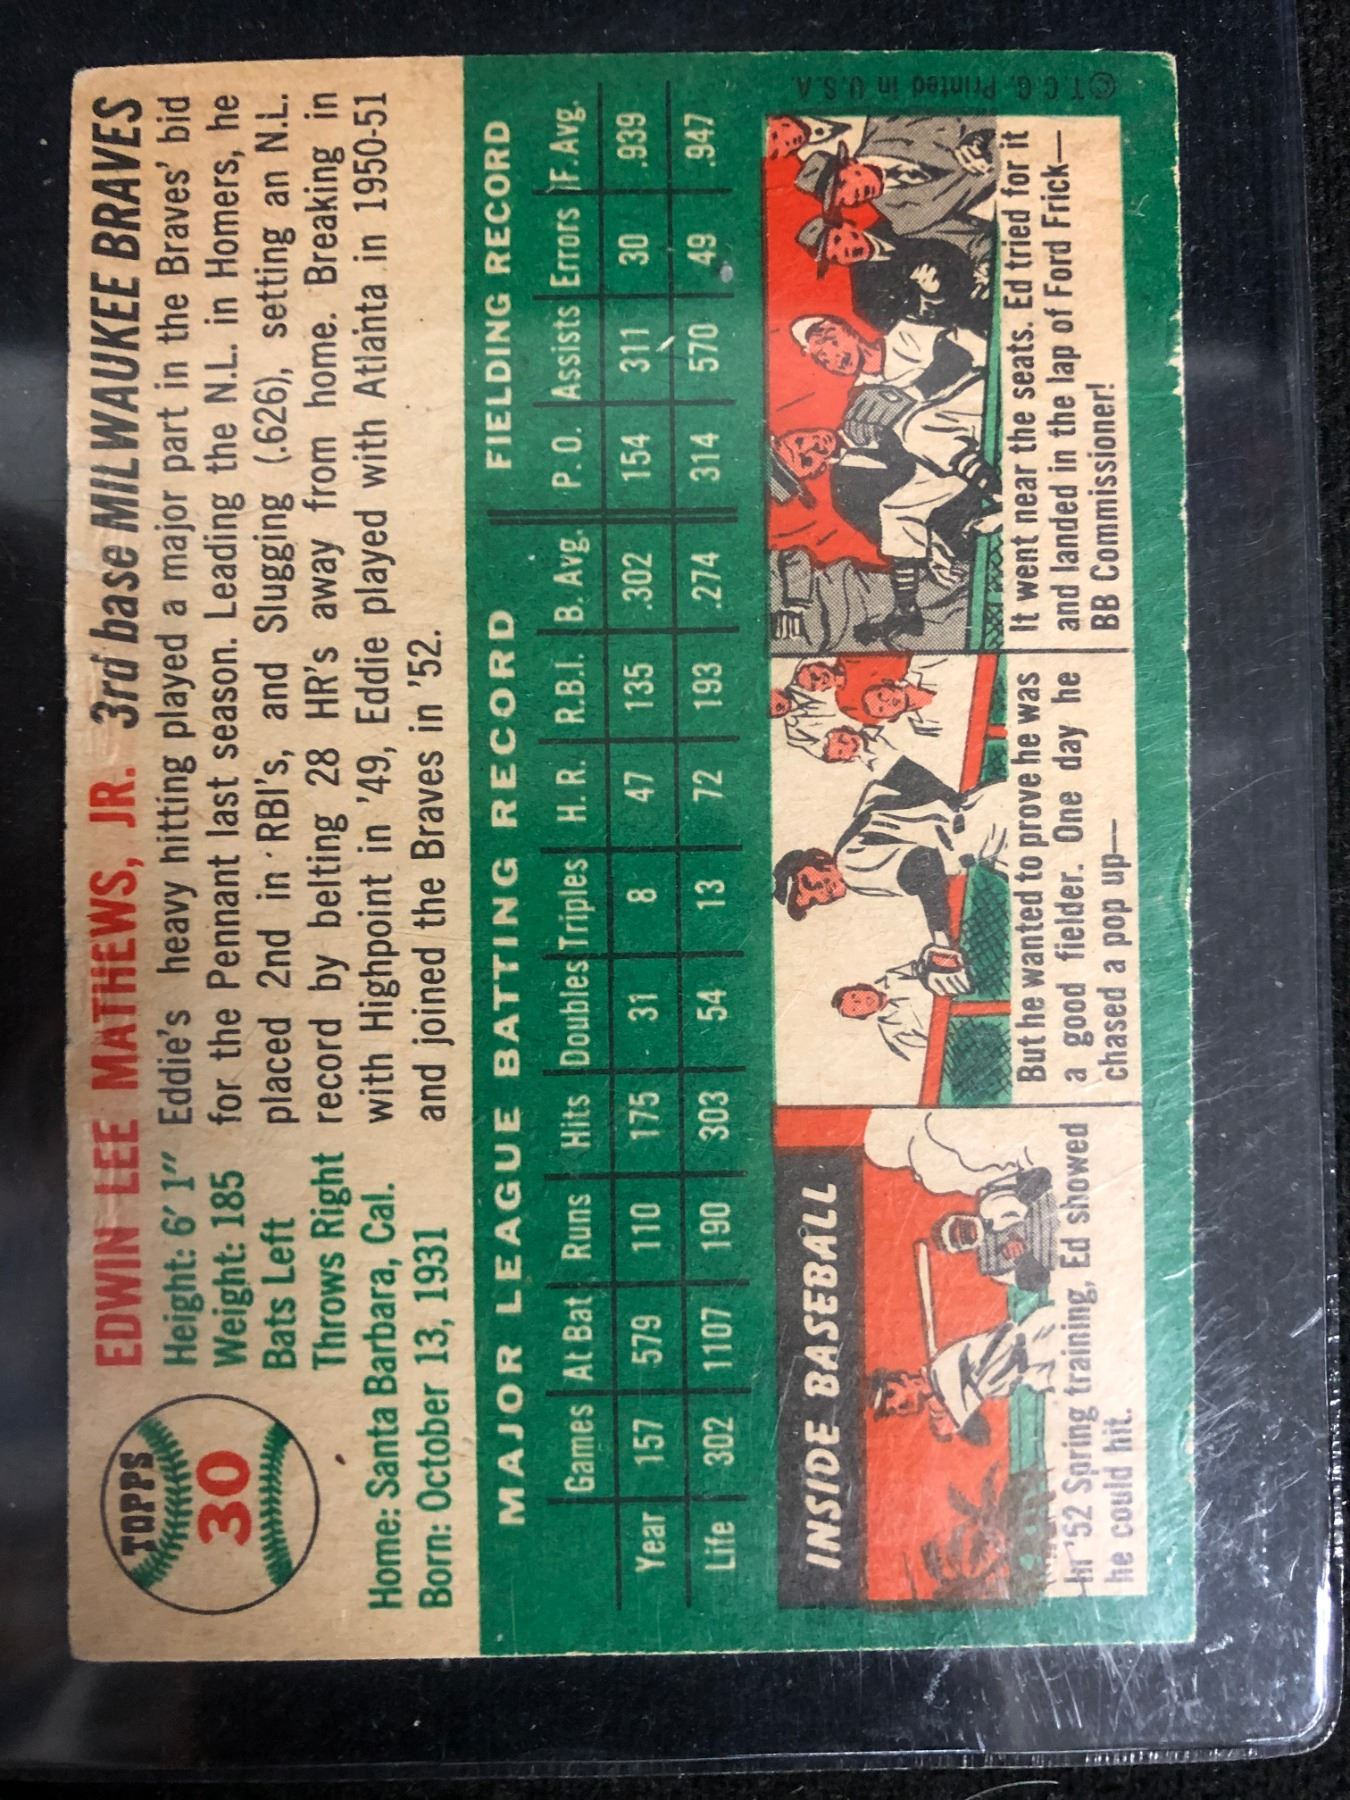 TOPPS
30
EDWIN LEE MATHEWS, JR. 3rd base MILWAUKEE BRAVES
Height: 6' 1"
Weight: 185
Bats Left
Throws Right
Home: Santa Barbara, Cal.
Born: October 13, 1931
Eddie's heavy hitting played a major part in the Braves' bid
for the Pennant last season. Leading the N.L. in Homers, he
placed 2nd in RBI's, and Slugging (.626), setting an N.L.
record by belting 28 HR's away from home. Breaking in
with Highpoint in '49, Eddie played with Atlanta in 1950-51
and joined the Braves in '52.
MAJOR LEAGUE BATTING RECORD FIELDING RECORD
Games At Bat Runs Hits Doubles Triples H. R. R.B.I. B. Avg. P. O. Assists Errors F. Avg.
Year 157 579 110 175 31 8 47 135 .302 154 311 30 .939
Life 302 1107 190 303 54 13 72 193 .274 314 570 49 .947
INSIDE BASEBALL
In '52 Spring training, Ed showed
he could hit.
But he wanted to prove he was
a good fielder. One day he
chased a pop up—
It went near the seats. Ed tried for it
and landed in the lap of Ford Frick—
BB Commissioner!
© T. C. G. Printed in U.S.A.